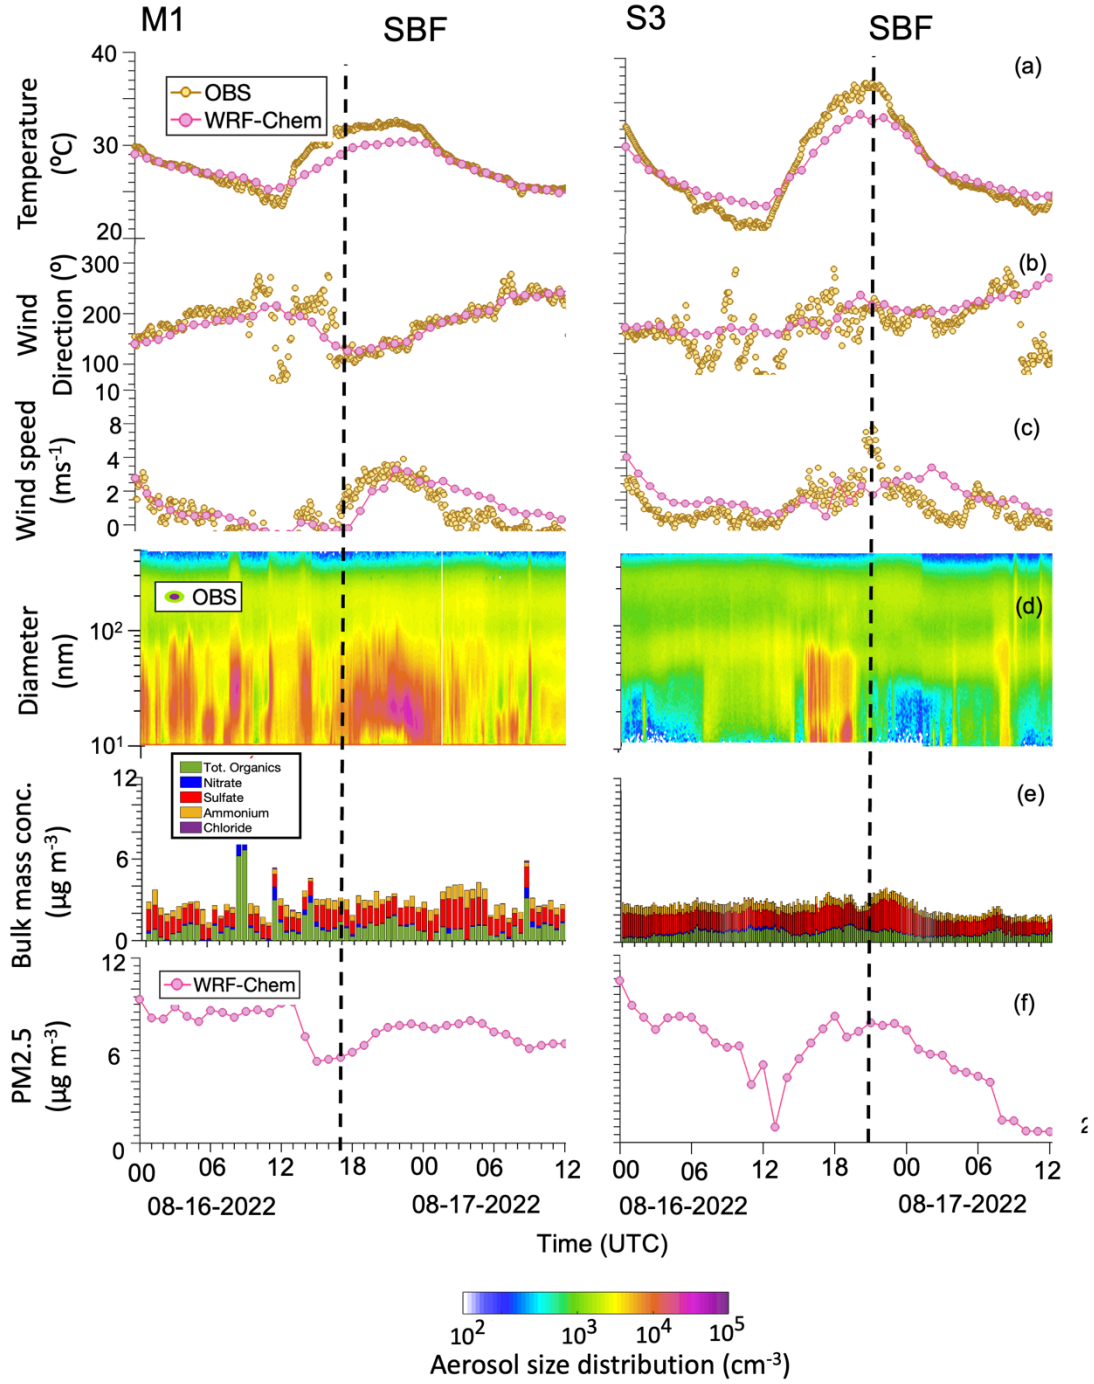 M1
SBF
S3
SBF
40
30
20
Temperature
(ºC)
OBS
WRF-Chem
(a)
300
200
100
Wind
Direction (º)
(b)
10
8
4
2
0
Wind speed
(ms-1)
(c)
OBS
10²
10¹
Diameter
(nm)
(d)
Tot. Organics
Nitrate
Sulfate
Ammonium
Chloride
12
6
0
Bulk mass conc.
(µg m-3)
(e)
12
6
0
PM2.5
(µg m-3)
WRF-Chem
(f)
2
00 06 12 18 00 06 12
00 06 12 18 00 06 12
08-16-2022 08-17-2022
08-16-2022 08-17-2022
Time (UTC)
10² 10³ 10⁴ 10⁵
Aerosol size distribution (cm-3)